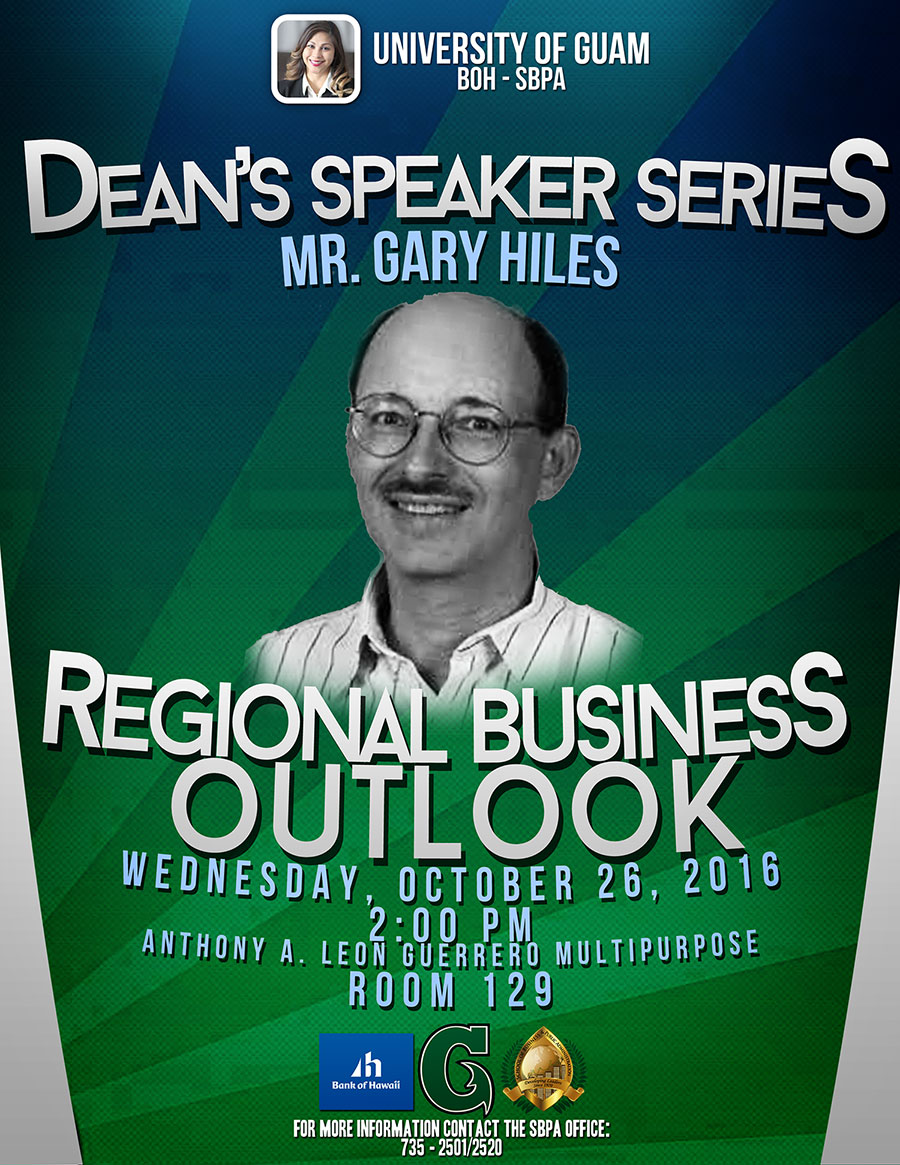 UNIVERSITY OF GUAM
BOH - SBPA
DEAN'S SPEAKER SERIES
MR. GARY HILES
REGIONAL BUSINESS
OUTLOOK
WEDNESDAY, OCTOBER 26, 2016
2:00 PM
ANTHONY A. LEON GUERRERO MULTIPURPOSE
ROOM 129
Bank of Hawaii
G
Developing Leaders
FOR MORE INFORMATION CONTACT THE SBPA OFFICE:
735 - 2501/2520